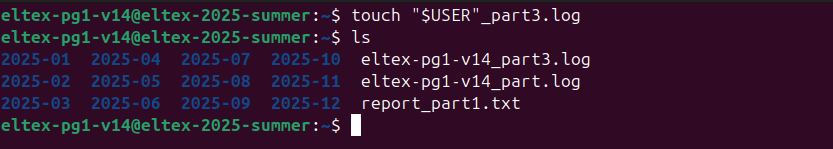 eltex-pg1-v14@eltex-2025-summer:~$ touch "$USER"_part3.log
eltex-pg1-v14@eltex-2025-summer:~$ ls
2025-01  2025-04  2025-07  2025-10  eltex-pg1-v14_part3.log
2025-02  2025-05  2025-08  2025-11  eltex-pg1-v14_part.log
2025-03  2025-06  2025-09  2025-12  report_part1.txt
eltex-pg1-v14@eltex-2025-summer:~$